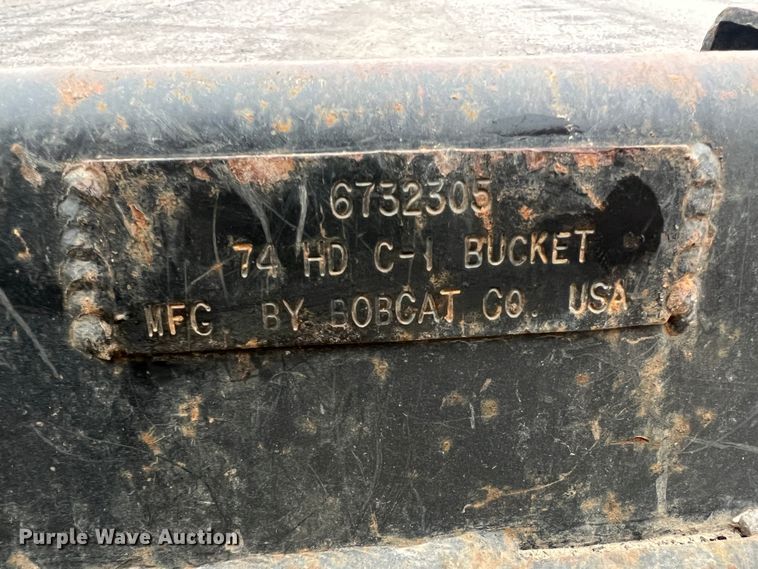 6732305
74 HD C-I BUCKET
MFG BY BOBCAT CO. USA
Purple Wave Auction